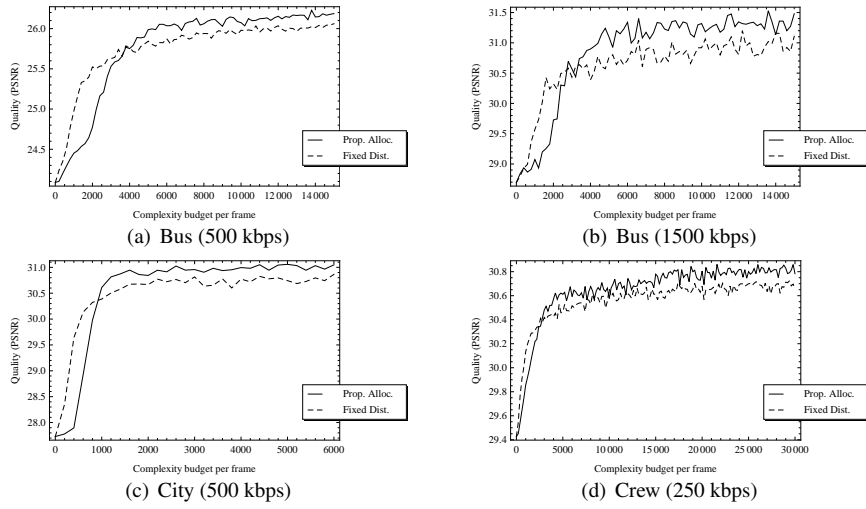 26.0
25.5
25.0
24.5
Quality (PSNR)
0 2000 4000 6000 8000 10000 12000 14000
Complexity budget per frame
Prop. Alloc.
Fixed Dist.
(a) Bus (500 kbps)
31.5
31.0
30.5
30.0
29.5
29.0
Quality (PSNR)
0 2000 4000 6000 8000 10000 12000 14000
Complexity budget per frame
Prop. Alloc.
Fixed Dist.
(b) Bus (1500 kbps)
31.0
30.5
30.0
29.5
29.0
28.5
28.0
Quality (PSNR)
0 1000 2000 3000 4000 5000 6000
Complexity budget per frame
Prop. Alloc.
Fixed Dist.
(c) City (500 kbps)
30.8
30.6
30.4
30.2
30.0
29.8
29.6
29.4
Quality (PSNR)
0 5000 10000 15000 20000 25000 30000
Complexity budget per frame
Prop. Alloc.
Fixed Dist.
(d) Crew (250 kbps)